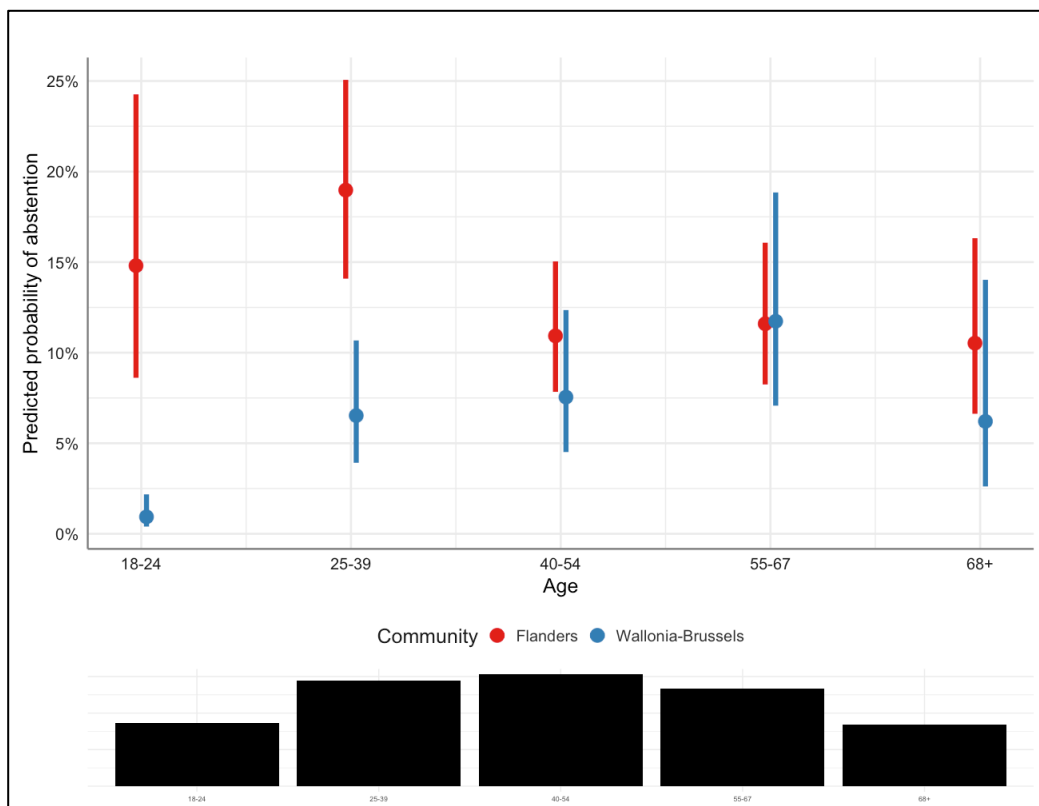 25%
20%
15%
10%
5%
0%
Predicted probability of abstention
18-24 25-39 40-54 55-67 68+
Age
Community Flanders Wallonia-Brussels
18-24 25-39 40-54 55-67 68+